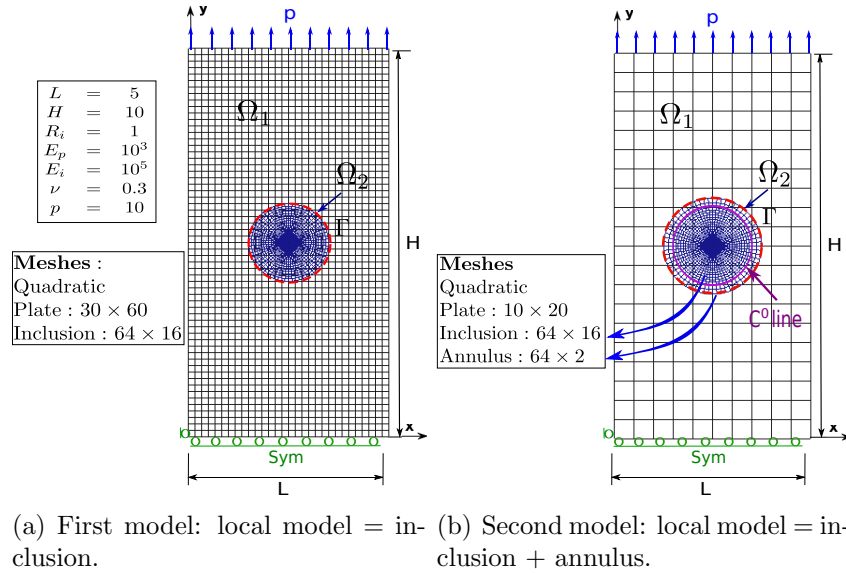 y
p
L = 5
H = 10
R_i = 1
E_p = 10^3
E_i = 10^5
ν = 0.3
p = 10
Ω_1
Ω_2
Γ
H
Meshes :
Quadratic
Plate : 30 × 60
Inclusion : 64 × 16
x
Sym
L
(a) First model: local model = in-
clusion.
y
p
Ω_1
Ω_2
Γ
H
Meshes
Quadratic
Plate : 10 × 20
Inclusion : 64 × 16
Annulus : 64 × 2
C^0 line
x
Sym
L
(b) Second model: local model = in-
clusion + annulus.